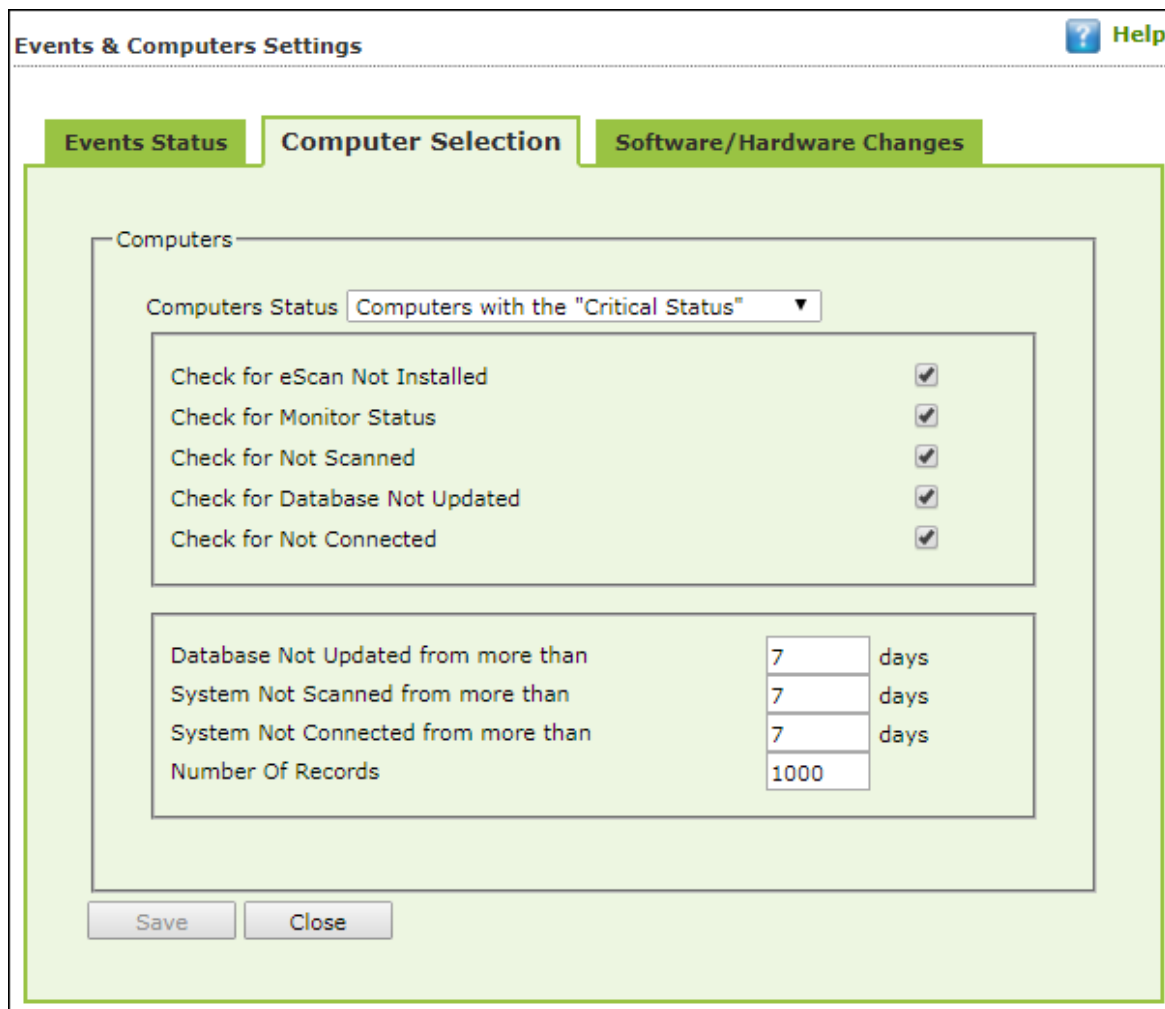 Events & Computers Settings
? Help
Events Status
Computer Selection
Software/Hardware Changes
Computers
Computers Status Computers with the "Critical Status"
Check for eScan Not Installed
Check for Monitor Status
Check for Not Scanned
Check for Database Not Updated
Check for Not Connected
Database Not Updated from more than 7 days
System Not Scanned from more than 7 days
System Not Connected from more than 7 days
Number Of Records 1000
Save Close